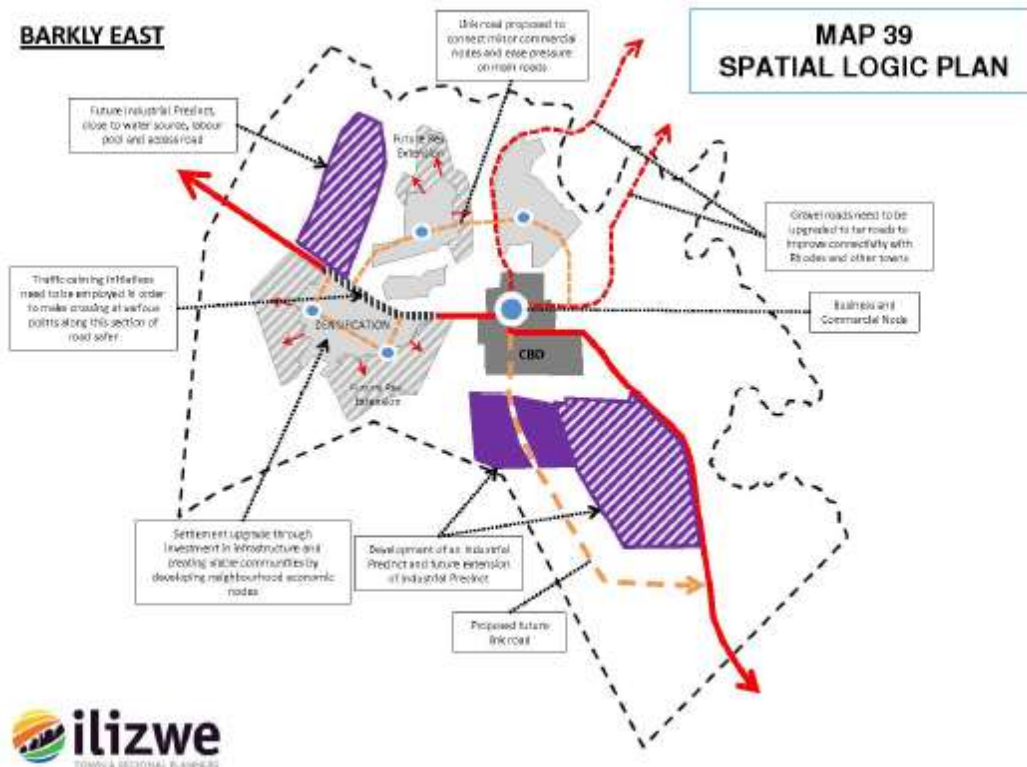 BARKLY EAST
MAP 39
SPATIAL LOGIC PLAN
Link road proposed to
connect minor commercial
nodes and ease pressure
on main roads
Future Industrial Precinct,
close to water source, labour
pool and access road
Future Res
Extension
Gravel roads need to be
upgraded to tar roads to
improve connectivity with
Rhodes and other towns
Traffic calming initiatives
need to be employed in order
to make crossing at various
points along this section of
road safer
DENSIFICATION
Business and
Commercial Node
CBD
Future Res
Extension
Settlement upgrade through
investment in infrastructure and
creating viable communities by
developing neighbourhood economic
nodes
Development of an Industrial
Precinct and future extension
of Industrial Precinct
Proposed future
link road
ilizwe
TOWN & REGIONAL PLANNERS